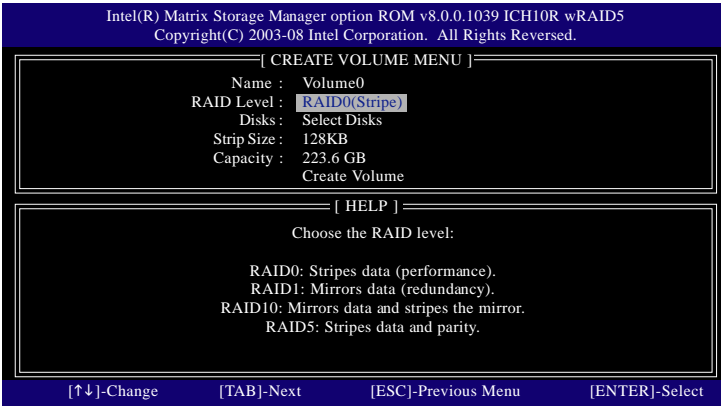 Intel(R) Matrix Storage Manager option ROM v8.0.0.1039 ICH10R wRAID5
Copyright(C) 2003-08 Intel Corporation. All Rights Reversed.
[ CREATE VOLUME MENU ]
Name : Volume0
RAID Level : RAID0(Stripe)
Disks : Select Disks
Strip Size : 128KB
Capacity : 223.6 GB
Create Volume
[ HELP ]
Choose the RAID level:
RAID0: Stripes data (performance).
RAID1: Mirrors data (redundancy).
RAID10: Mirrors data and stripes the mirror.
RAID5: Stripes data and parity.
[↑↓]-Change [TAB]-Next [ESC]-Previous Menu [ENTER]-Select